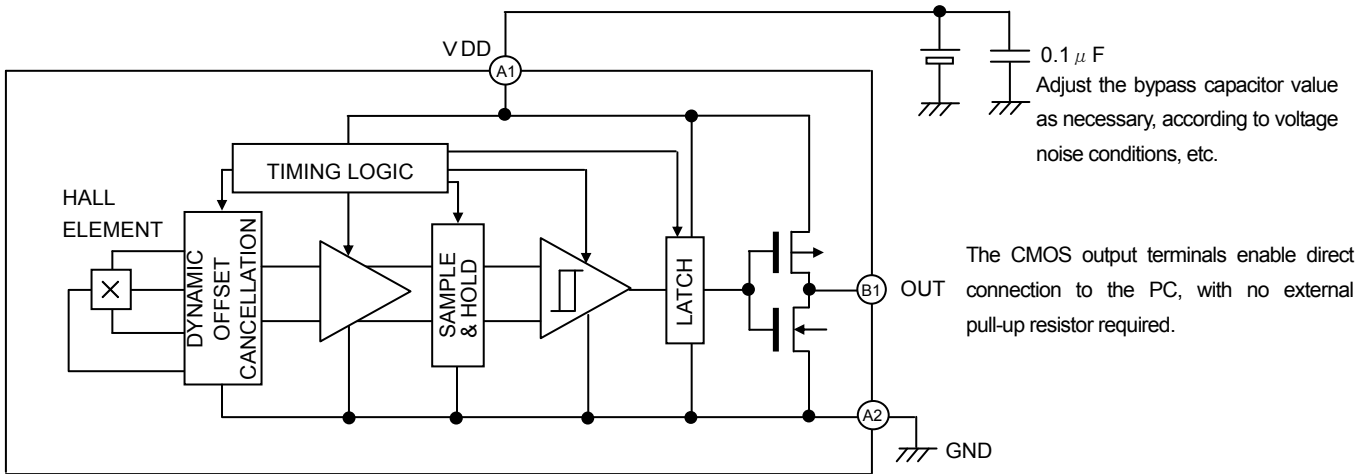 VDD
A1
0.1μF
Adjust the bypass capacitor value
as necessary, according to voltage
noise conditions, etc.
TIMING LOGIC
HALL
ELEMENT
DYNAMIC
OFFSET
CANCELLATION
SAMPLE
& HOLD
LATCH
B1
OUT
The CMOS output terminals enable direct
connection to the PC, with no external
pull-up resistor required.
A2
GND